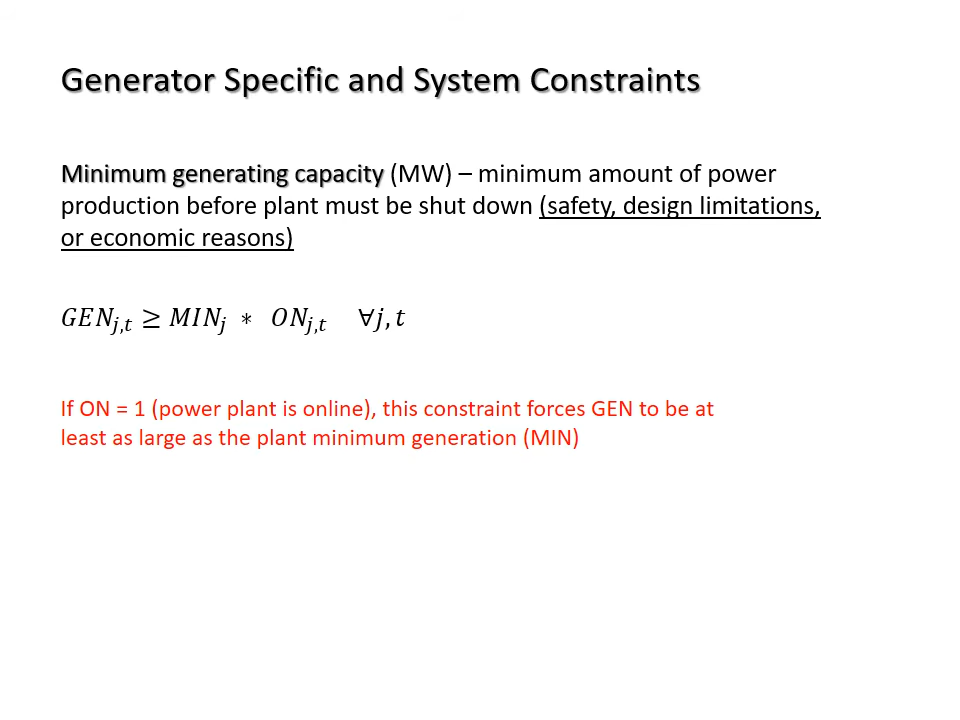 Generator Specific and System Constraints
Minimum generating capacity (MW) – minimum amount of power
production before plant must be shut down (safety, design limitations,
or economic reasons)
GEN_{j,t} ≥ MIN_j * ON_{j,t} ∀j, t
If ON = 1 (power plant is online), this constraint forces GEN to be at
least as large as the plant minimum generation (MIN)